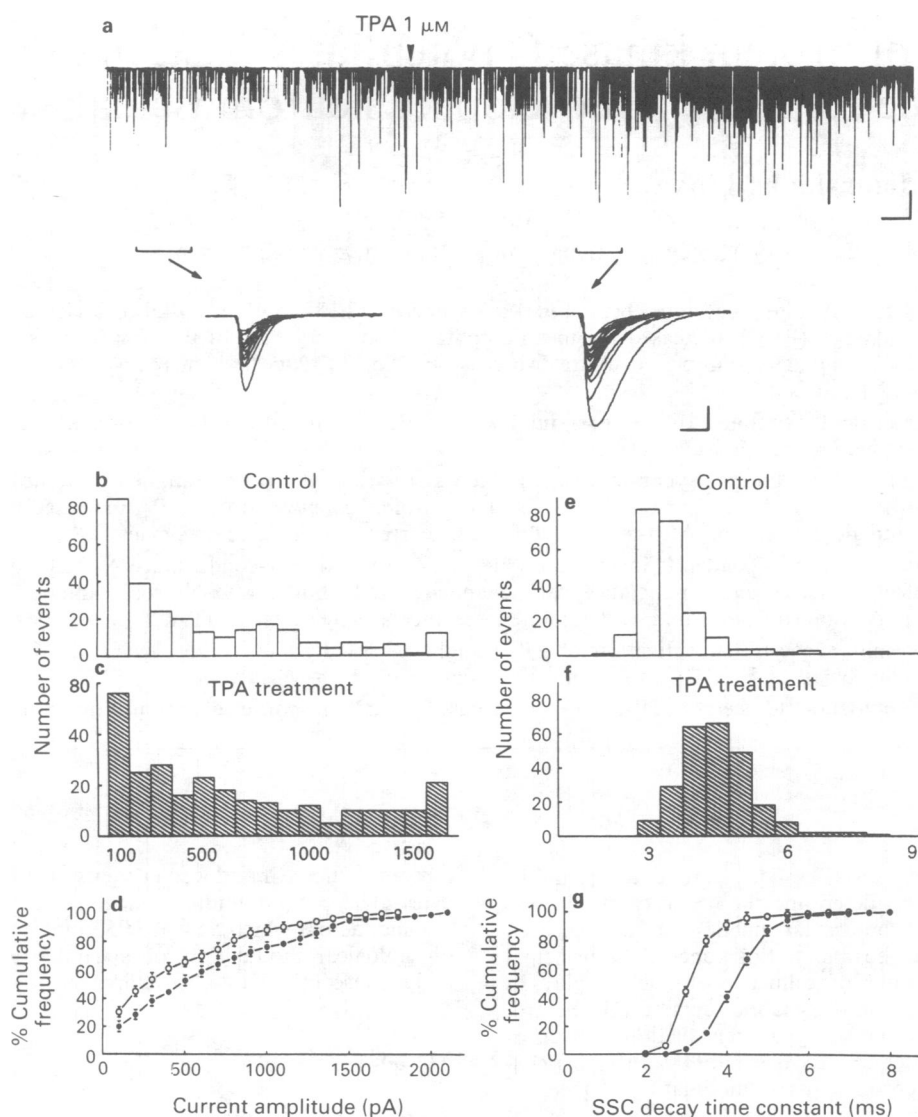 a
TPA 1 μM
b
Control
80
60
40
20
0
Number of events
c
TPA treatment
80
40
0
100 500 1000 1500
d
100
80
60
40
20
0
% Cumulative
frequency
0 500 1000 1500 2000
Current amplitude (pA)
e
Control
80
60
40
20
0
Number of events
f
TPA treatment
80
60
40
20
0
3 6 9
g
100
80
60
40
20
0
% Cumulative
frequency
0 2 4 6 8
SSC decay time constant (ms)